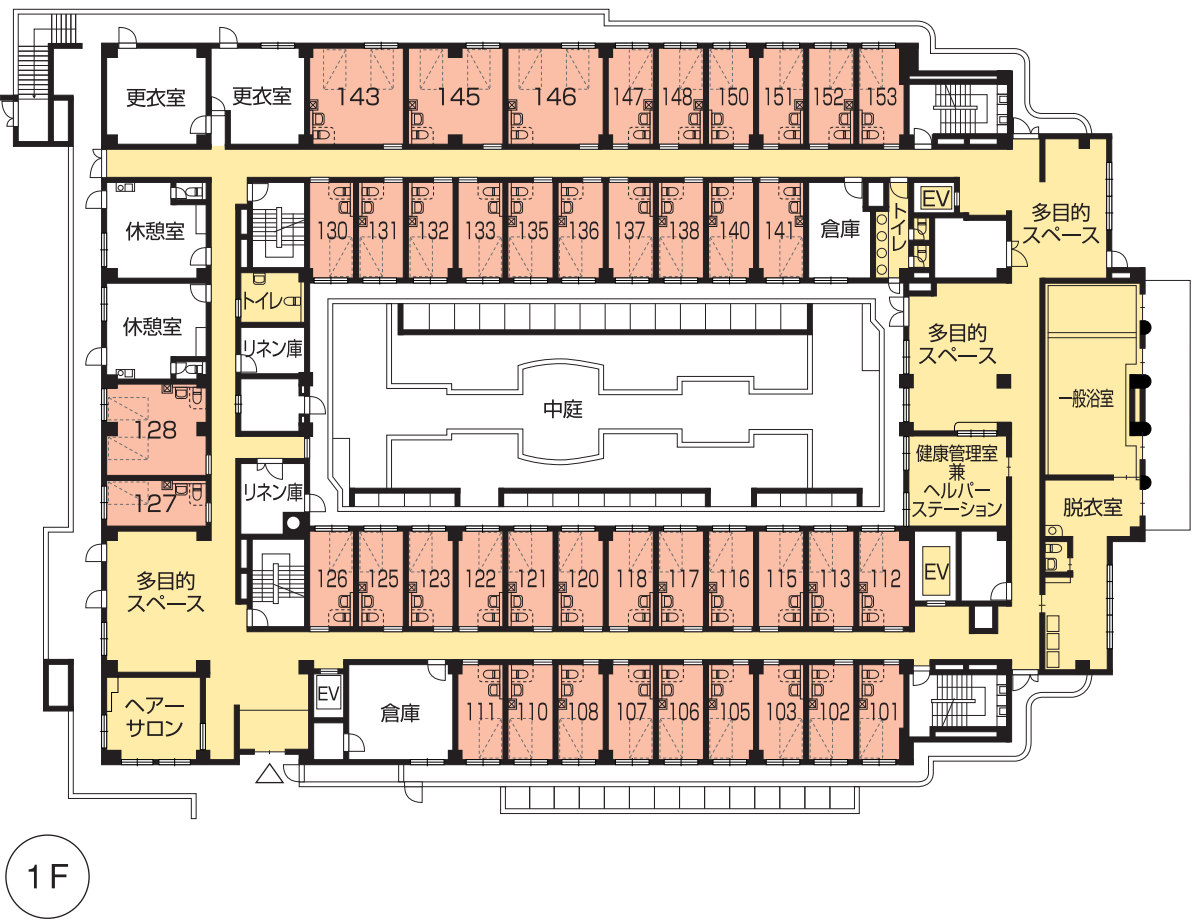 更衣室
更衣室
143
145
146
147
148
150
151
152
153
休憩室
130
131
132
133
135
136
137
138
140
141
倉庫
トイレ
EV
多目的
スペース
トイレ
休憩室
リネン庫
多目的
スペース
128
中庭
一般浴室
127
リネン庫
健康管理室
兼
ヘルパー
ステーション
脱衣室
多目的
スペース
126
125
123
122
121
120
118
117
116
115
113
112
EV
ヘアー
サロン
EV
倉庫
111
110
108
107
106
105
103
102
101
1F